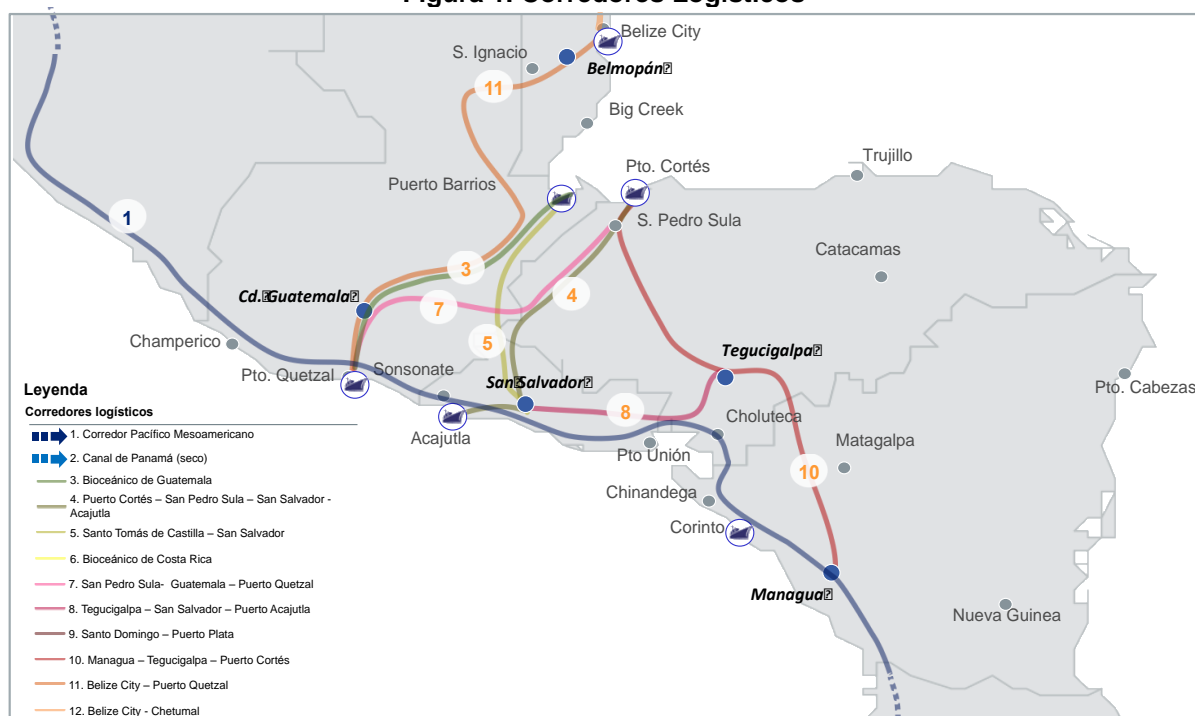 Figura 1. Corredores Logísticos
Belize City
S. Ignacio
Belmopán
11
Big Creek
Pto. Cortés
Trujillo
Puerto Barrios
1
S. Pedro Sula
Catacamas
3
Cd. Guatemala
7
4
Champerico
5
Tegucigalpa
Pto. Quetzal
Sonsonate
San Salvador
Pto. Cabezas
Leyenda
Corredores logísticos
8
Choluteca
Acajutla
Pto Unión
Matagalpa
10
Chinandega
Corinto
Managua
Nueva Guinea
1. Corredor Pacífico Mesoamericano
2. Canal de Panamá (seco)
3. Bioceánico de Guatemala
4. Puerto Cortés – San Pedro Sula – San Salvador -
Acajutla
5. Santo Tomás de Castilla – San Salvador
6. Bioceánico de Costa Rica
7. San Pedro Sula- Guatemala – Puerto Quetzal
8. Tegucigalpa – San Salvador – Puerto Acajutla
9. Santo Domingo – Puerto Plata
10. Managua – Tegucigalpa – Puerto Cortés
11. Belize City – Puerto Quetzal
12. Belize City - Chetumal